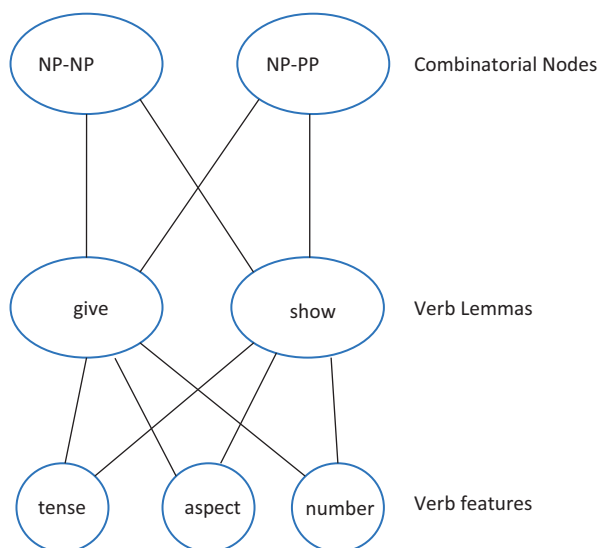 NP-NP NP-PP Combinatorial Nodes
give show Verb Lemmas
tense aspect number Verb features